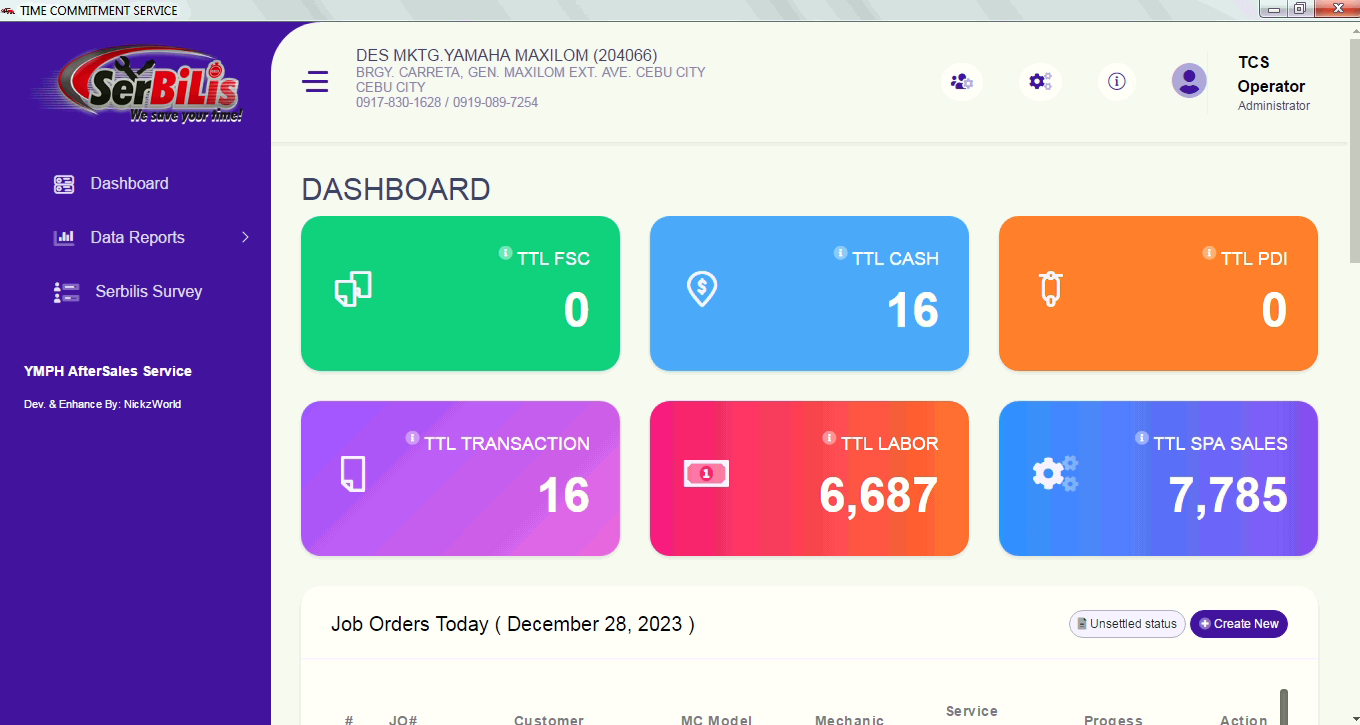 TIME COMMITMENT SERVICE
SerBiLis
We save your time!
DES MKTG.YAMAHA MAXILOM (204066)
BRGY. CARRETA, GEN. MAXILOM EXT. AVE. CEBU CITY
CEBU CITY
0917-830-1628 / 0919-089-7254
TCS
Operator
Administrator
Dashboard
Data Reports
Serbilis Survey
YMPH AfterSales Service
Dev. & Enhance By: NickzWorld
DASHBOARD
TTL FSC
0
TTL CASH
16
TTL PDI
0
TTL TRANSACTION
16
TTL LABOR
6,687
TTL SPA SALES
7,785
Job Orders Today ( December 28, 2023 )
Unsettled status
Create New
# JO# Customer MC Model Mechanic Service Progess Action